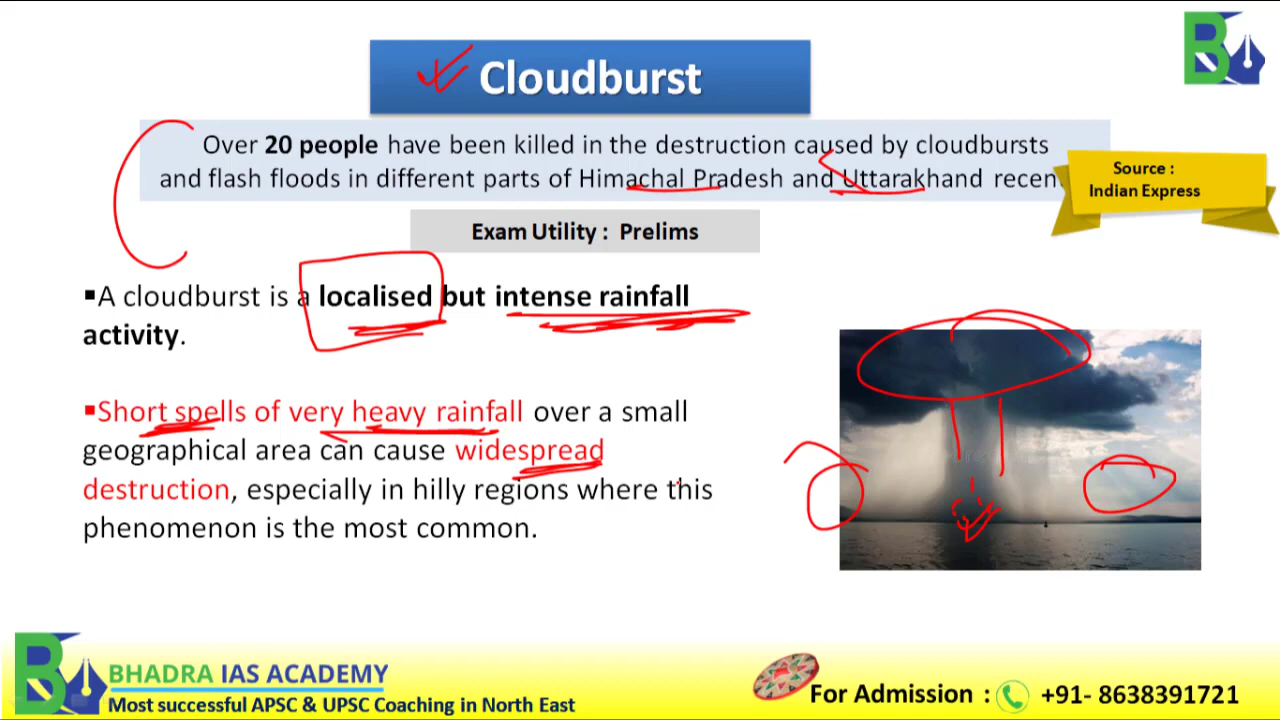 Cloudburst
Over 20 people have been killed in the destruction caused by cloudbursts
and flash floods in different parts of Himachal Pradesh and Uttarakhand
Source :
Indian Express
Exam Utility : Prelims
▪A cloudburst is a localised but intense rainfall
activity.
▪Short spells of very heavy rainfall over a small
geographical area can cause widespread
destruction, especially in hilly regions where this
phenomenon is the most common.
BHADRA IAS ACADEMY
Most successful APSC & UPSC Coaching in North East
For Admission : +91- 8638391721